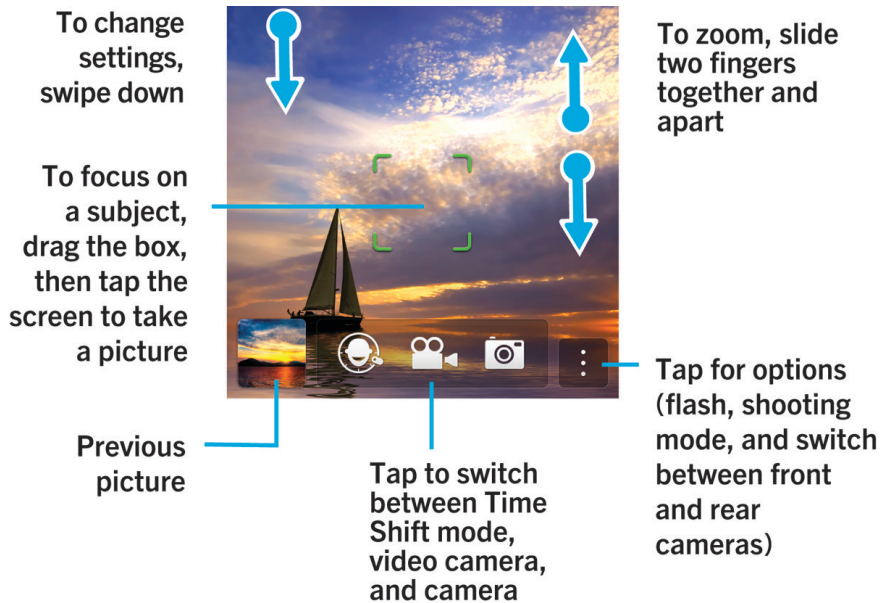 To change
settings,
swipe down
To zoom, slide
two fingers
together and
apart
To focus on
a subject,
drag the box,
then tap the
screen to take
a picture
Previous
picture
Tap to switch
between Time
Shift mode,
video camera,
and camera
Tap for options
(flash, shooting
mode, and switch
between front
and rear
cameras)